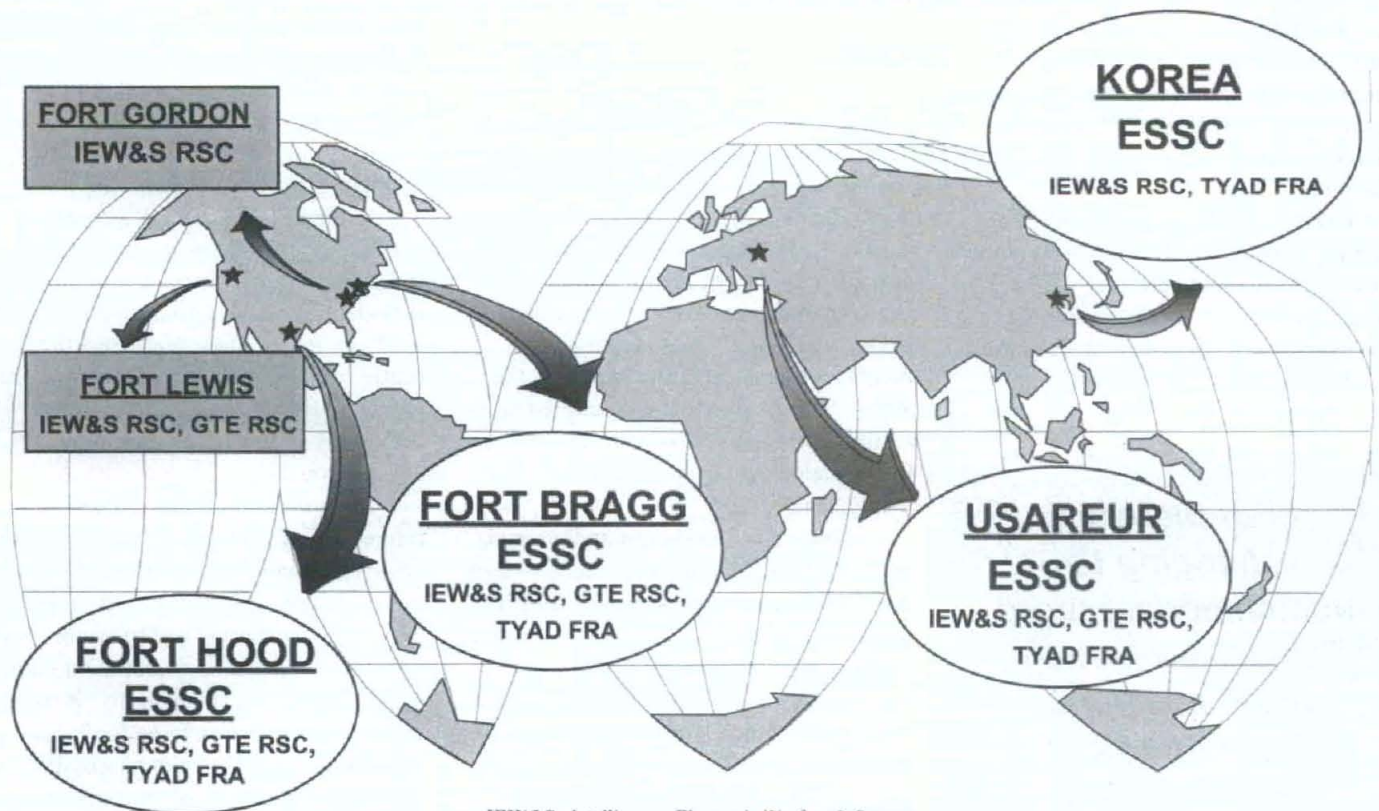 FORT GORDON
IEW&S RSC
FORT LEWIS
IEW&S RSC, GTE RSC
FORT HOOD
ESSC
IEW&S RSC, GTE RSC,
TYAD FRA
FORT BRAGG
ESSC
IEW&S RSC, GTE RSC,
TYAD FRA
USAREUR
ESSC
IEW&S RSC, GTE RSC,
TYAD FRA
KOREA
ESSC
IEW&S RSC, TYAD FRA